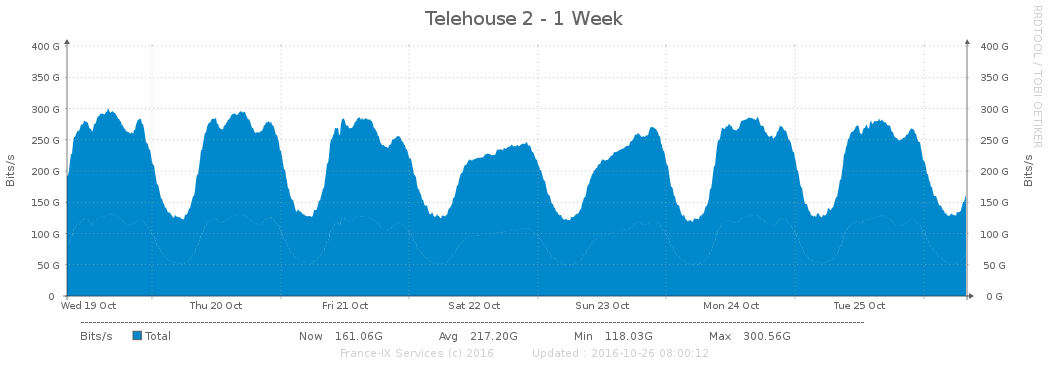 Telehouse 2 - 1 Week
RRDTOOL / TOBI OETIKER
400 G 400 G
350 G 350 G
300 G 300 G
250 G 250 G
200 G 200 G
150 G 150 G
100 G 100 G
50 G 50 G
0 0 G
Bits/s
Bits/s
Wed 19 Oct Thu 20 Oct Fri 21 Oct Sat 22 Oct Sun 23 Oct Mon 24 Oct Tue 25 Oct
Bits/s Total Now 161.06G Avg 217.20G Min 118.03G Max 300.56G
France-IX Services (c) 2016 Updated : 2016-10-26 08:00:12